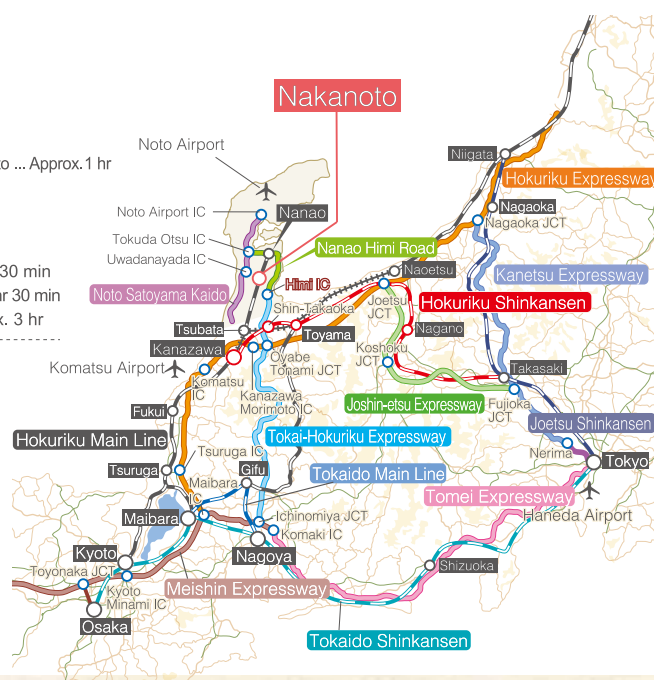 Nakanoto
Noto Airport
to ... Approx.1 hr
Niigata
Hokuriku Expressway
Noto Airport IC
Nanao
Nagaoka
Nagaoka JCT
Tokuda Otsu IC
Nanao Himi Road
Uwadanayada IC
30 min
Naoetsu
Kanetsu Expressway
Himi IC
Noto Satoyama Kaido
hr 30 min
Hokuriku Shinkansen
Shin-Takaoka
Joetsu
JCT
x. 3 hr
Tsubata
Toyama
Nagano
Kanazawa
Oyabe
Tonami JCT
Koshoku
JCT
Komatsu Airport
Takasaki
Komatsu
IC
Kanazawa
Morimoto IC
Joshin-etsu Expressway
Fujioka
JCT
Fukui
Joetsu Shinkansen
Hokuriku Main Line
Tokai-Hokuriku Expressway
Tsuruga IC
Nerima
Tokyo
Tsuruga
Maibara
IC
Gifu
Tokaido Main Line
Tomei Expressway
Haneda Airport
Maibara
Ichinomiya JCT
Komaki IC
Nagoya
Kyoto
Shizuoka
Toyonaka JCT
Meishin Expressway
Kyoto
Minami IC
Osaka
Tokaido Shinkansen